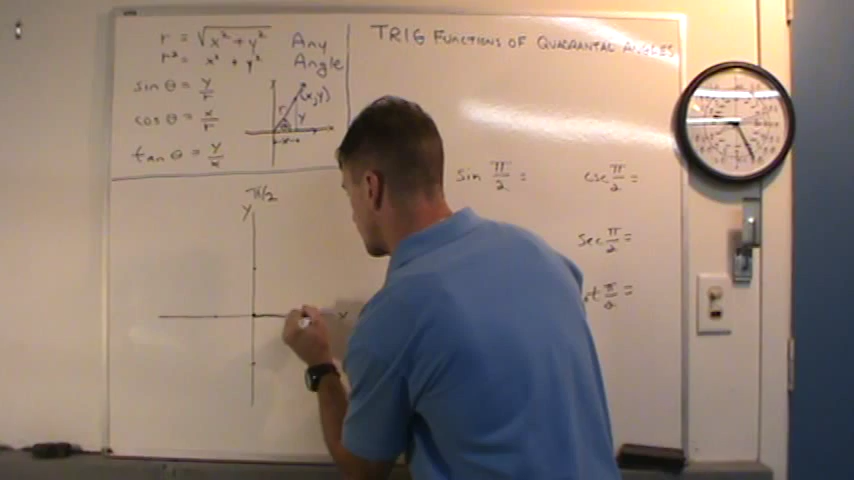 r = √x² + y²
r² = x² + y²
Any
Angle
sin θ = y/r
cos θ = x/r
tan θ = y/x
(x,y)
r
y
θ
x
TRIG FUNCTIONS OF QUADRANTAL ANGLES
sin π/2 =
csc π/2 =
sec π/2 =
ot π/2 =
π/2
y
x